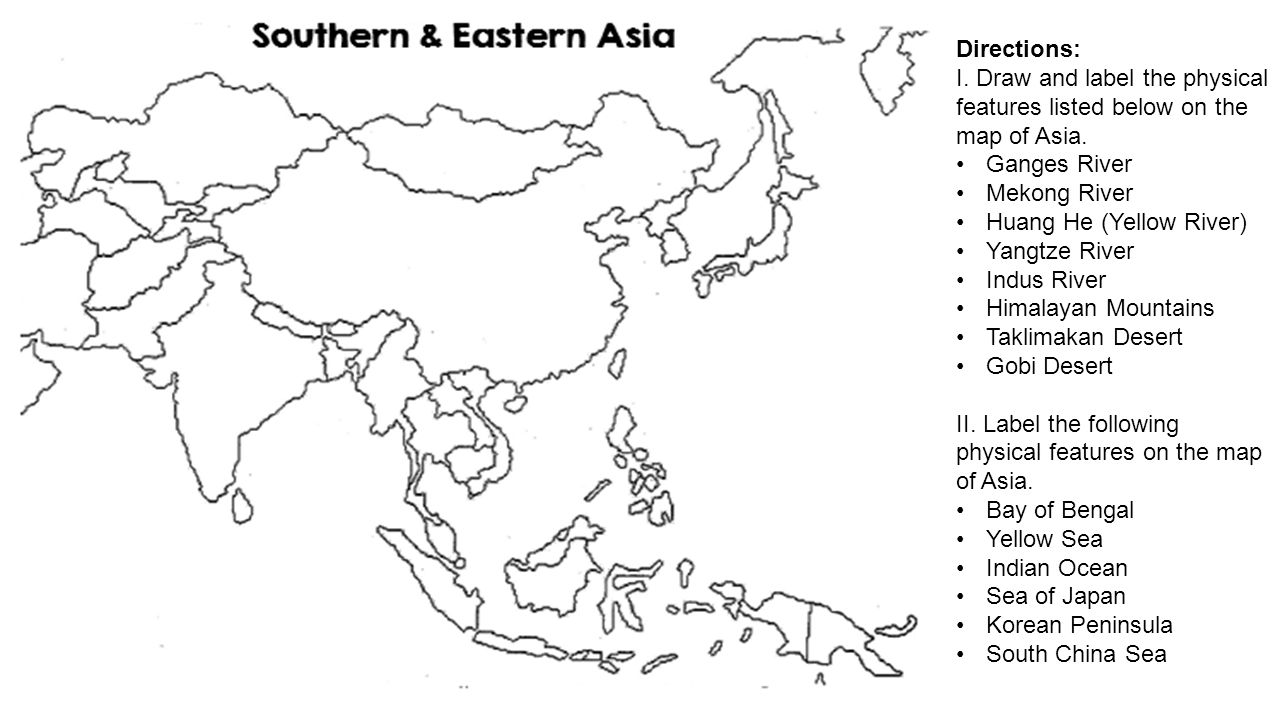 Southern & Eastern Asia
Directions:
I. Draw and label the physical
features listed below on the
map of Asia.
• Ganges River
• Mekong River
• Huang He (Yellow River)
• Yangtze River
• Indus River
• Himalayan Mountains
• Taklimakan Desert
• Gobi Desert
II. Label the following
physical features on the map
of Asia.
• Bay of Bengal
• Yellow Sea
• Indian Ocean
• Sea of Japan
• Korean Peninsula
• South China Sea